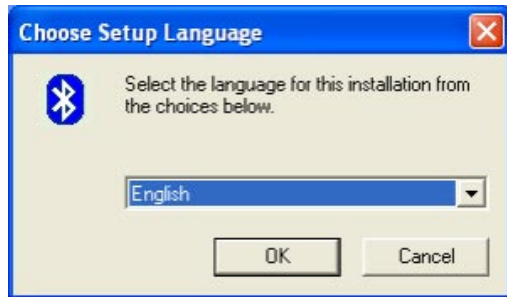 Choose Setup Language
Select the language for this installation from
the choices below.
English
OK
Cancel